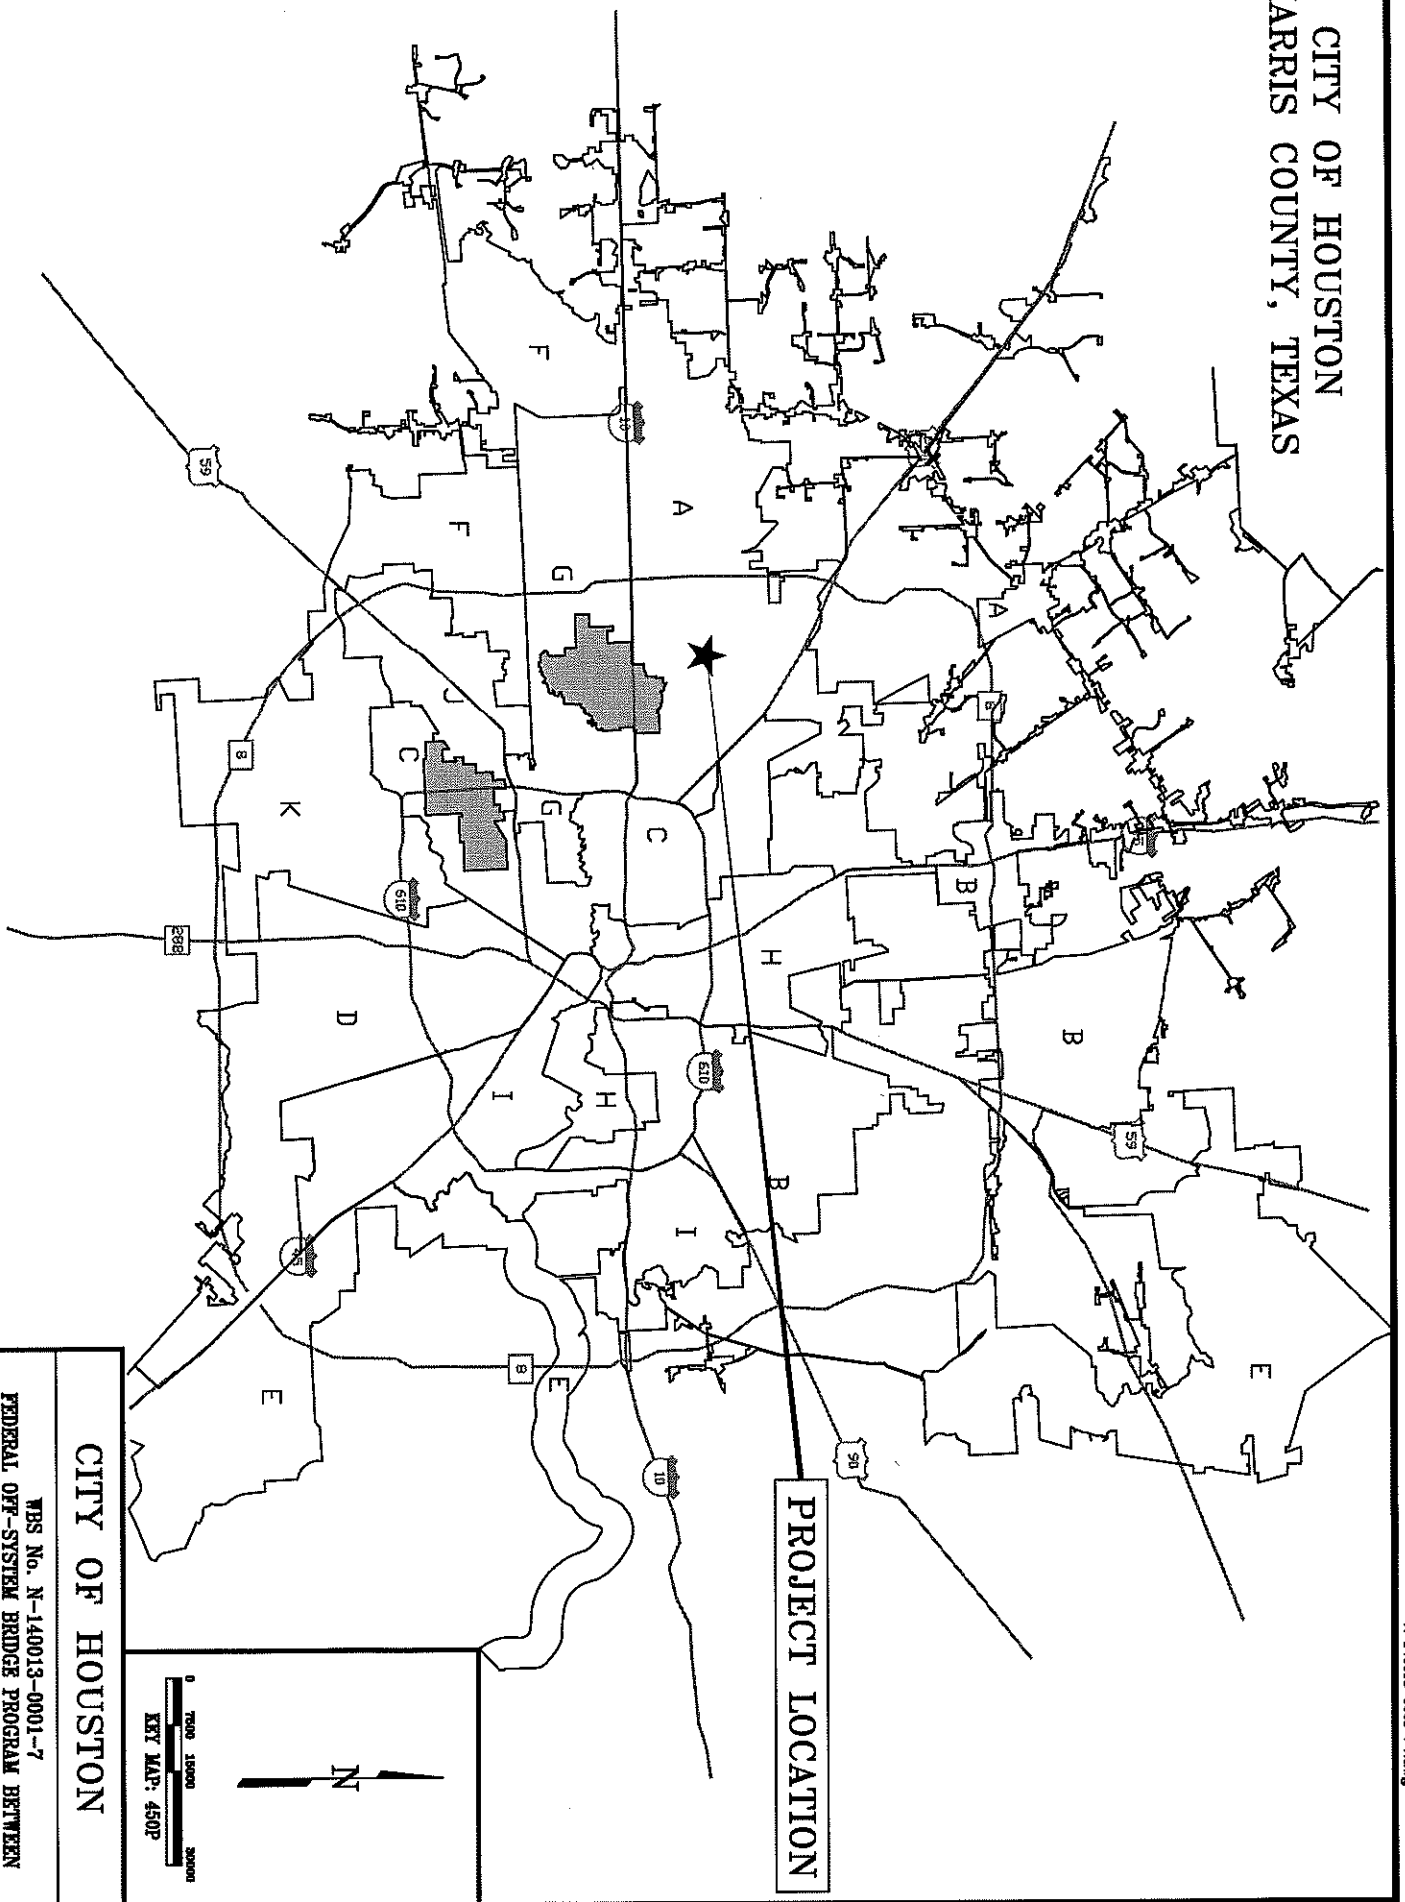 CITY OF HOUSTON
ARRIS COUNTY, TEXAS
A
A
B
B
B
E
59
45
8
H
C
A
F
10
G
F
G
610
90
I
H
I
10
E
8
J
C
610
59
8
K
288
D
45
E
PROJECT LOCATION
N
0 7500 15000 30000
KEY MAP: 450P
CITY OF HOUSTON
WBS No. N-140013-0001-7
FEDERAL OFF-SYSTEM BRIDGE PROGRAM BETWEEN